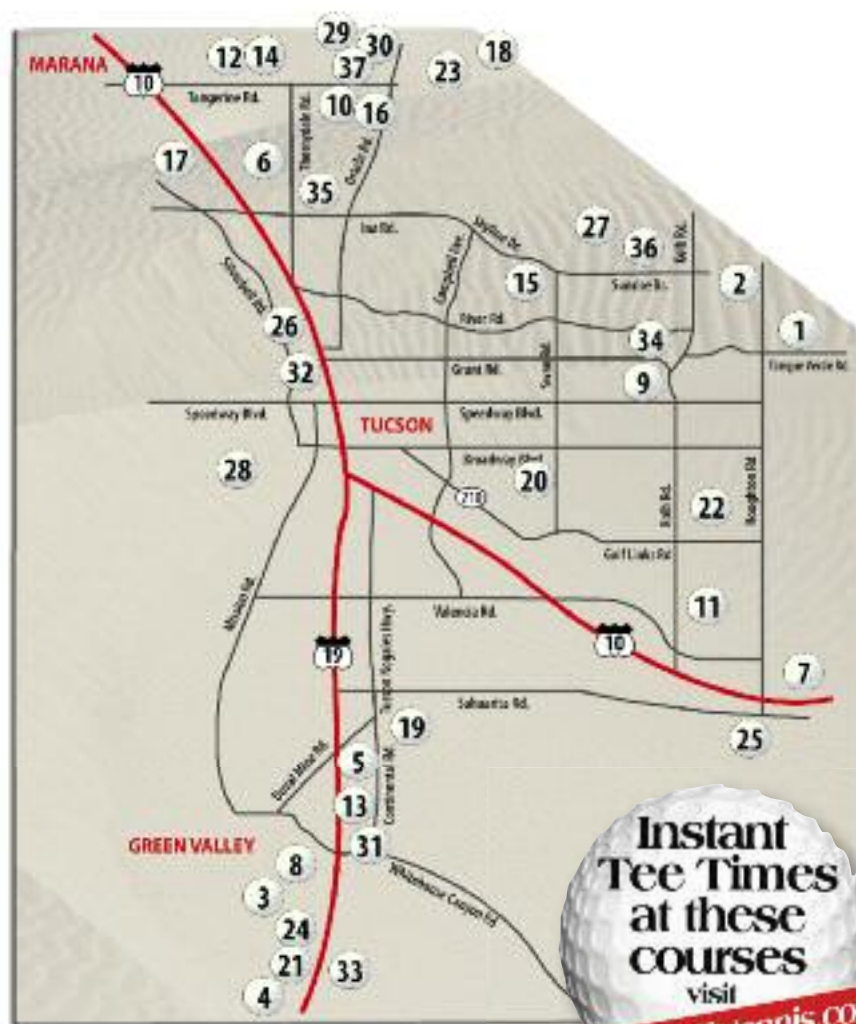 29
30
18
12
14
37
23
MARANA
10
Tangerine Rd.
Thornydale Rd.
10
16
17
6
Oracle Rd.
35
Ina Rd.
Skyline Dr.
27
36
Kolb Rd.
Silverbell Rd.
Campbell Ave.
15
Sunrise Dr.
2
26
River Rd.
34
1
32
Grant Rd.
Swan Rd.
9
Tanque Verde Rd.
Speedway Blvd.
TUCSON
Speedway Blvd.
28
Broadway Blvd.
20
210
Kolb Rd.
22
Houghton Rd
Golf Links Rd
Mission Rd.
Valencia Rd.
11
19
Tucson Nogales Hwy.
10
7
Sahuarita Rd.
19
25
Duval Mine Rd.
5
13
Continental Rd.
GREEN VALLEY
31
8
Whitehouse Canyon Rd
3
24
21
33
4
Instant
Tee Times
at these
courses
visit